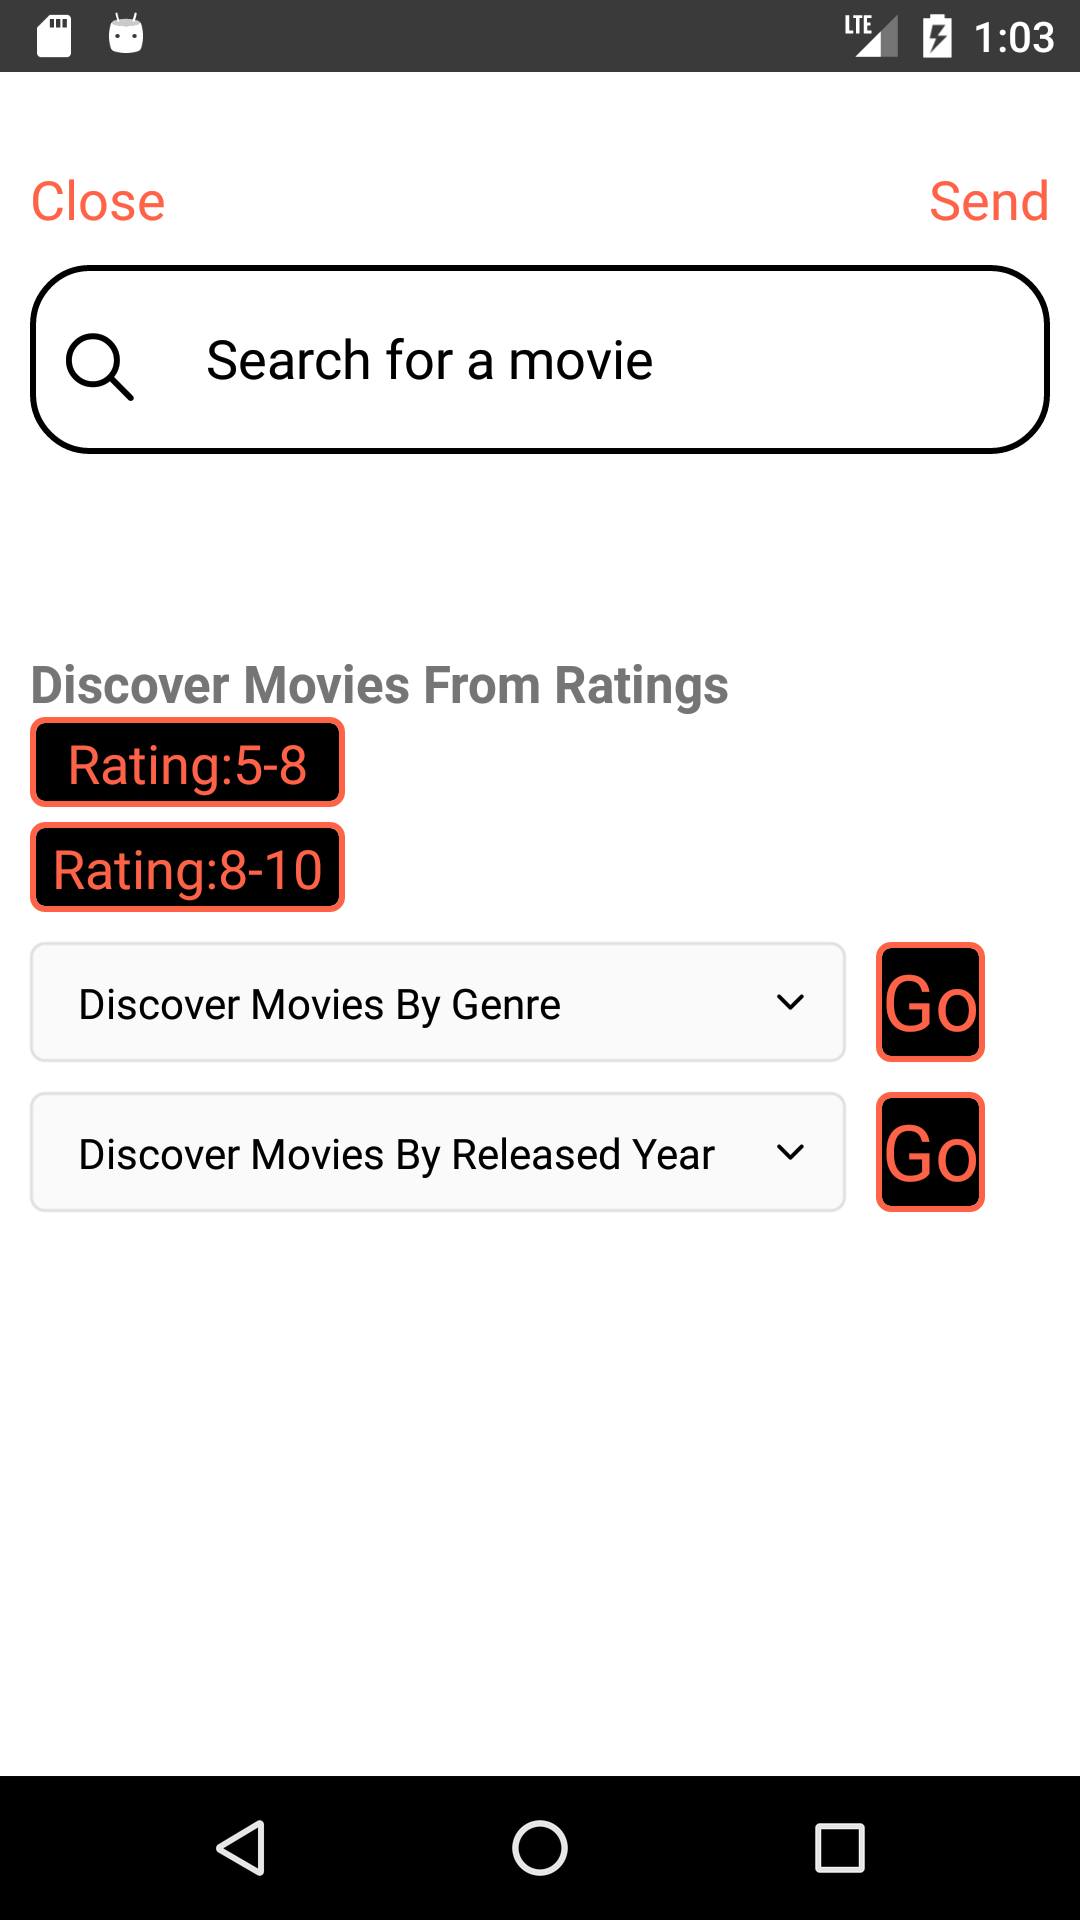 LTE 1:03
Close Send
Search for a movie
Discover Movies From Ratings
Rating:5-8
Rating:8-10
Discover Movies By Genre Go
Discover Movies By Released Year Go